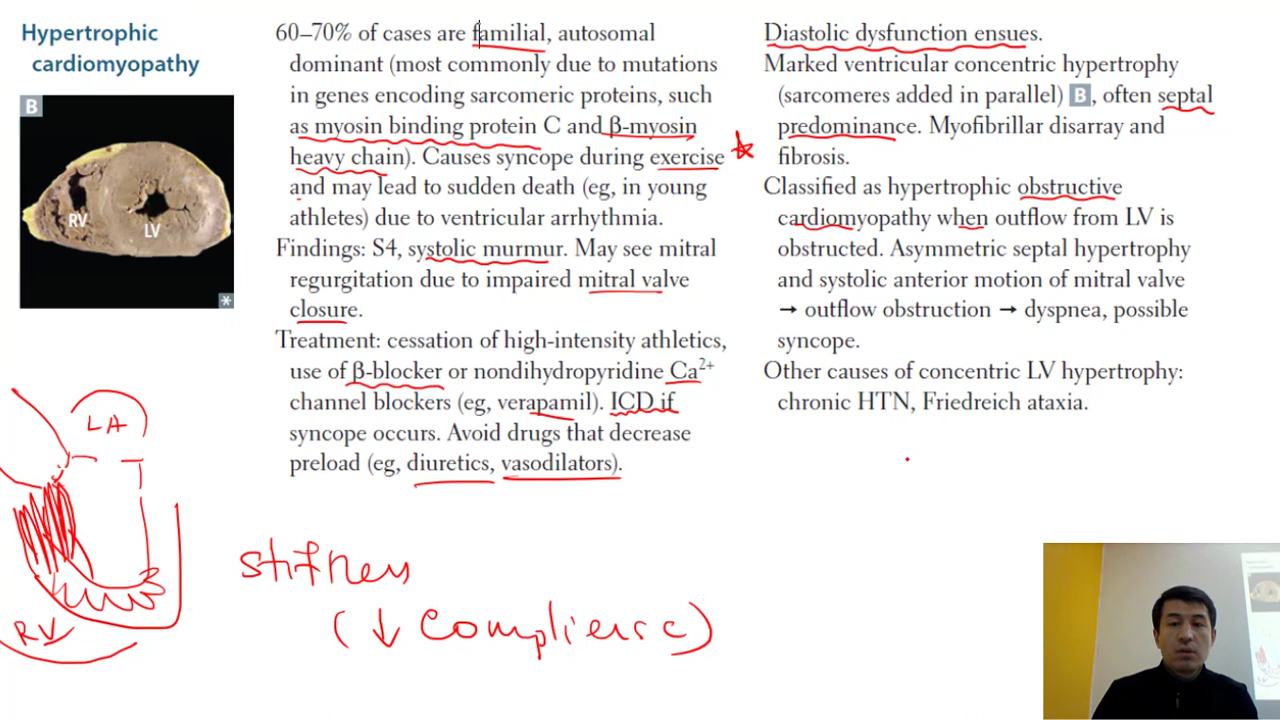 Hypertrophic
cardiomyopathy
B
RV
LV
*
60–70% of cases are familial, autosomal
dominant (most commonly due to mutations
in genes encoding sarcomeric proteins, such
as myosin binding protein C and β-myosin
heavy chain). Causes syncope during exercise
and may lead to sudden death (eg, in young
athletes) due to ventricular arrhythmia.
Findings: S4, systolic murmur. May see mitral
regurgitation due to impaired mitral valve
closure.
Treatment: cessation of high-intensity athletics,
use of β-blocker or nondihydropyridine Ca²⁺
channel blockers (eg, verapamil). ICD if
syncope occurs. Avoid drugs that decrease
preload (eg, diuretics, vasodilators).
Diastolic dysfunction ensues.
Marked ventricular concentric hypertrophy
(sarcomeres added in parallel) B, often septal
predominance. Myofibrillar disarray and
fibrosis.
Classified as hypertrophic obstructive
cardiomyopathy when outflow from LV is
obstructed. Asymmetric septal hypertrophy
and systolic anterior motion of mitral valve
→ outflow obstruction → dyspnea, possible
syncope.
Other causes of concentric LV hypertrophy:
chronic HTN, Friedreich ataxia.
LA
RV
stifness
(↓ compliense)